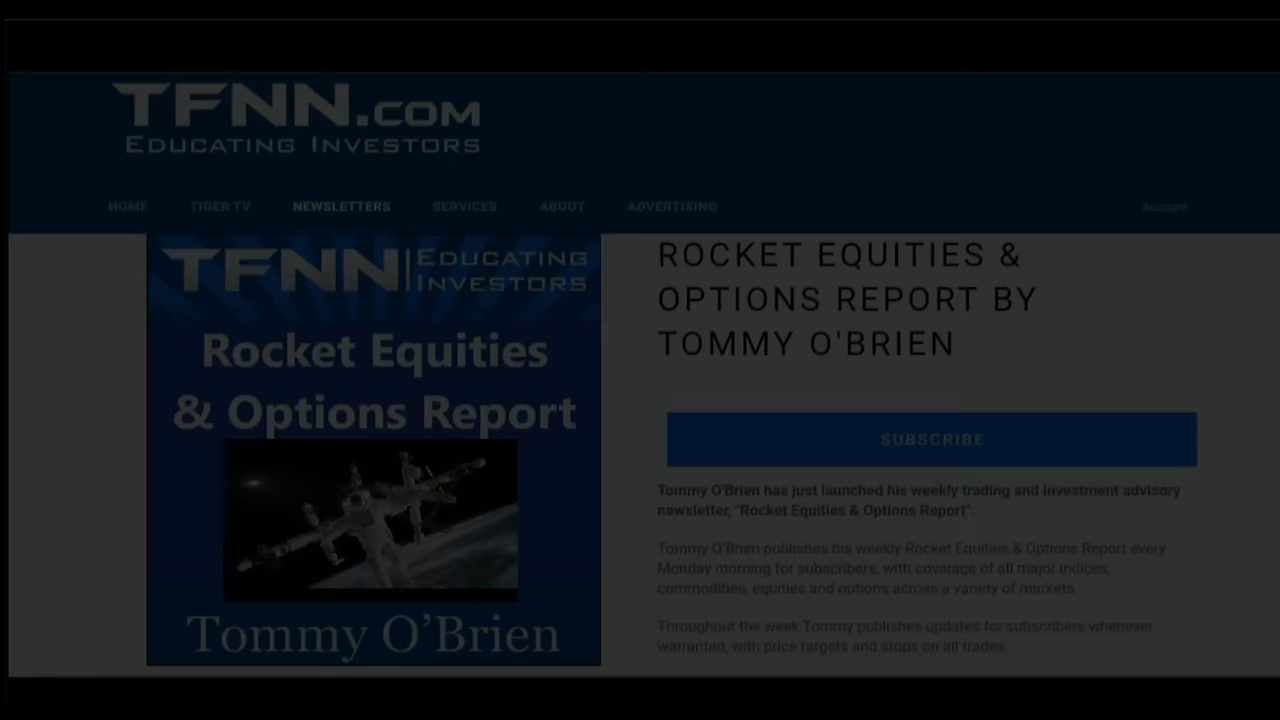 TFNN.COM
EDUCATING INVESTORS
HOME TIGER TV NEWSLETTERS SERVICES ABOUT ADVERTISING Account
TFNN EDUCATING
INVESTORS
Rocket Equities
& Options Report
Tommy O'Brien
ROCKET EQUITIES &
OPTIONS REPORT BY
TOMMY O'BRIEN
SUBSCRIBE
Tommy O'Brien has just launched his weekly trading and investment advisory
newsletter, "Rocket Equities & Options Report".
Tommy O'Brien publishes his weekly Rocket Equities & Options Report every
Monday morning for subscribers, with coverage of all major indices,
commodities, equities and options across a variety of markets.
Throughout the week Tommy publishes updates for subscribers whenever
warranted, with price targets and stops on all trades.